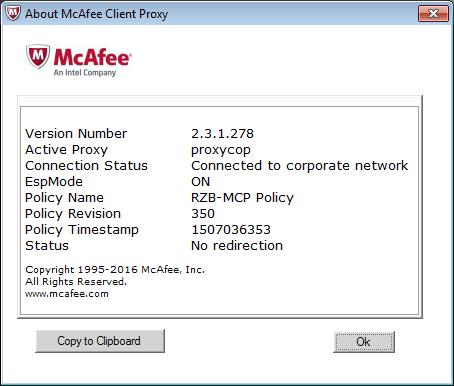 About McAfee Client Proxy
McAfee
An Intel Company
Version Number 2.3.1.278
Active Proxy proxycop
Connection Status Connected to corporate network
EspMode ON
Policy Name RZB-MCP Policy
Policy Revision 350
Policy Timestamp 1507036353
Status No redirection
Copyright 1995-2016 McAfee, Inc.
All Rights Reserved.
www.mcafee.com
Copy to Clipboard Ok